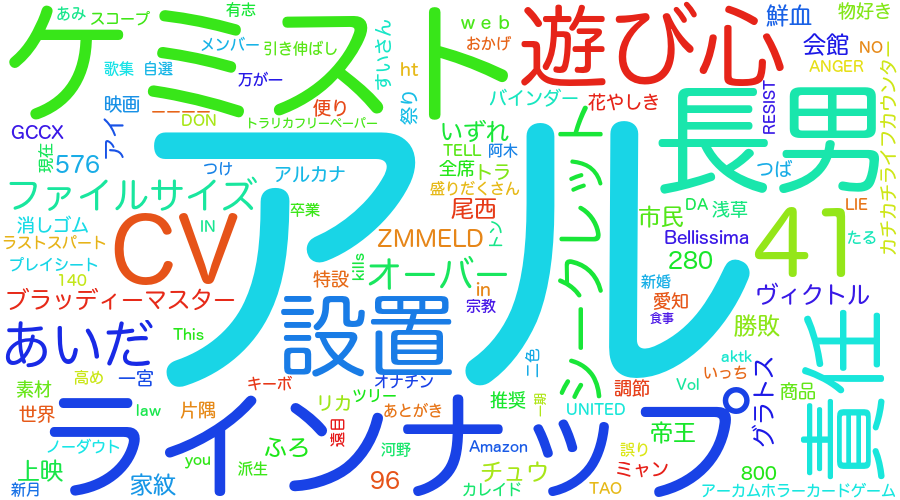 あみ
スコープ
有志
ケミスト
遊び心
鮮血
物好き
メンバー
引き伸ばし
すいさん
web
おかげ
会館
NO
ANGER
歌集
自選
万が一
ht
映画
便り
DON
トラリカフリーペーパー
祭り
バインダー
花やしき
RESIST
カチカチライフカウンター
GCCX
アイ
現在
576
つけ
アルカナ
いずれ
TELL
阿木
全席
トラ
盛りだくさん
長男
つば
アル
シークレット
ファイルサイズ
消しゴム
ラストスパート
プレイシート
140
IN
卒業
CV
尾西
ZMMELD
トン
市民
DA
浅草
LIE
Bellissima
41
たる
ブラッディーマスター
特設
kills
オーバー
in
宗教
280
新婚
愛知
食事
ヴィクトル
This
あいだ
設置
二色
勝敗
責任
aktk
いっち
グラトス
素材
高め
一宮
キーボ
オナチン
ツリー
リカ
あとがき
推奨
調節
Vol
商品
世界
law
片隅
ラインナップ
遠目
UNITED
帝王
ノーダウト
you
ふろ
河野
Amazon
誤り
上映
家紋
派生
96
チュウ
ミャン
800
新月
カレイド
TAO
アーカムホラーカードゲーム